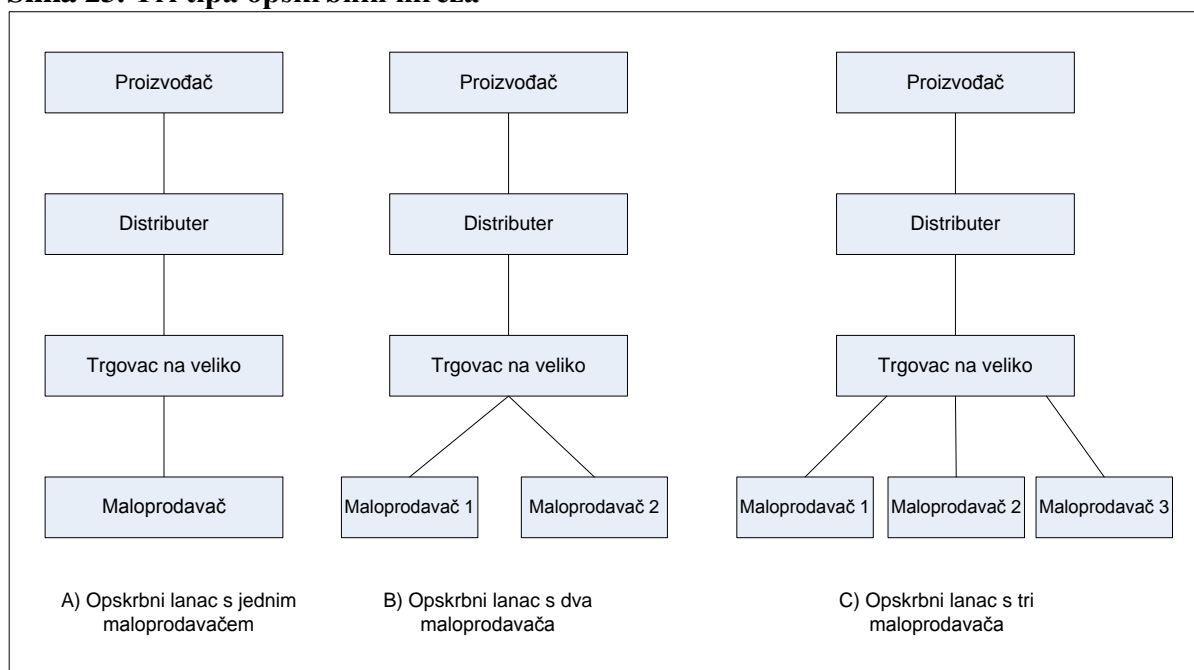 Slika Tri tipa opskrbnih mreža
Proizvođač
Distributer
Trgovac na veliko
Maloprodavač
A) Opskrbni lanac s jednim
maloprodavačem
Proizvođač
Distributer
Trgovac na veliko
Maloprodavač 1
Maloprodavač 2
B) Opskrbni lanac s dva
maloprodavača
Proizvođač
Distributer
Trgovac na veliko
Maloprodavač 1
Maloprodavač 2
Maloprodavač 3
C) Opskrbni lanac s tri
maloprodavača